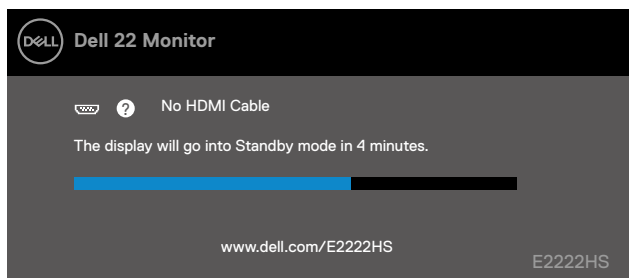 DELL Dell 22 Monitor
? No HDMI Cable
The display will go into Standby mode in 4 minutes.
www.dell.com/E2222HS
E2222HS